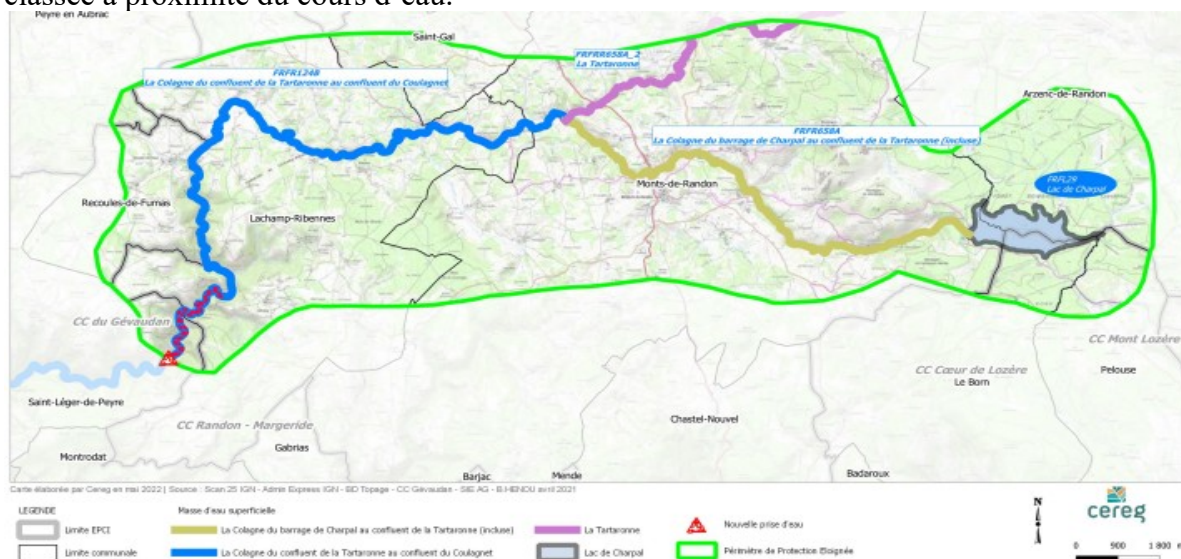 classée à proximité du cours d'eau.
Peyre en Aubrac
Saint-Gal
FRFRR658A_2
La Tartaronne
FRFR124B
La Colagne du confluent de la Tartaronne au confluent du Coulagnet
Arzenc-de-Randon
FRFR658A
La Colagne du barrage de Charpal au confluent de la Tartaronne (incluse)
FRFL29
Lac de Charpal
Monts-de-Randon
Recoules-de-Fumas
Lachamp-Ribennes
CC du Gévaudan
CC Mont Lozère
CC Cœur de Lozère
Pelouse
Le Born
Saint-Léger-de-Peyre
Chastel-Nouvel
CC Randon - Margeride
Gabrias
Montrodat
Barjac
Mende
Badaroux
Carte élaborée par Cereg en mai 2022 | Source : Scan 25 IGN - Admin Express IGN - BD Topage - CC Gévaudan - SIE AG - B.HENOU avril 2021
LEGENDE
Masse d'eau superficielle
N
cereg
Limite EPCI
La Colagne du barrage de Charpal au confluent de la Tartaronne (incluse)
La Tartaronne
Nouvelle prise d'eau
Limite communale
La Colagne du confluent de la Tartaronne au confluent du Coulagnet
Lac de Charpal
Périmètre de Protection Eloignée
0 900 1 800 m